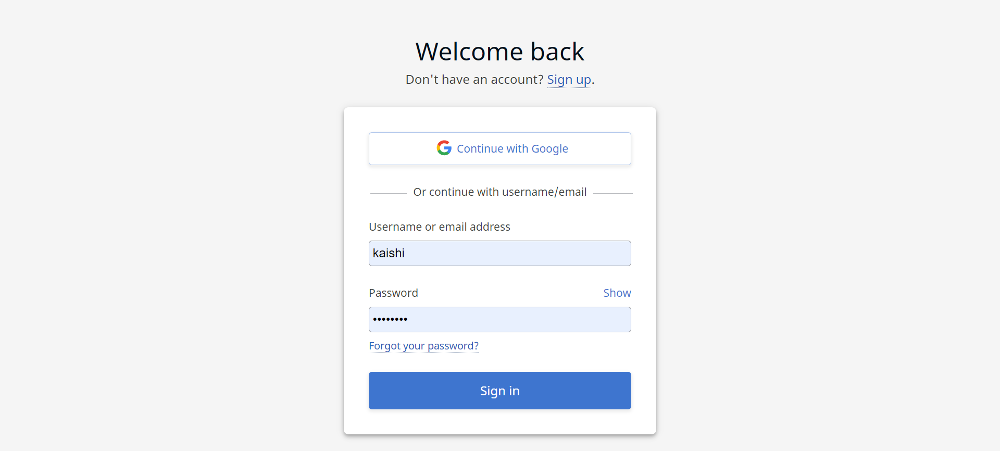 Welcome back
Don't have an account? Sign up.
Continue with Google
Or continue with username/email
Username or email address
kaishi
Password Show
••••••••
Forgot your password?
Sign in